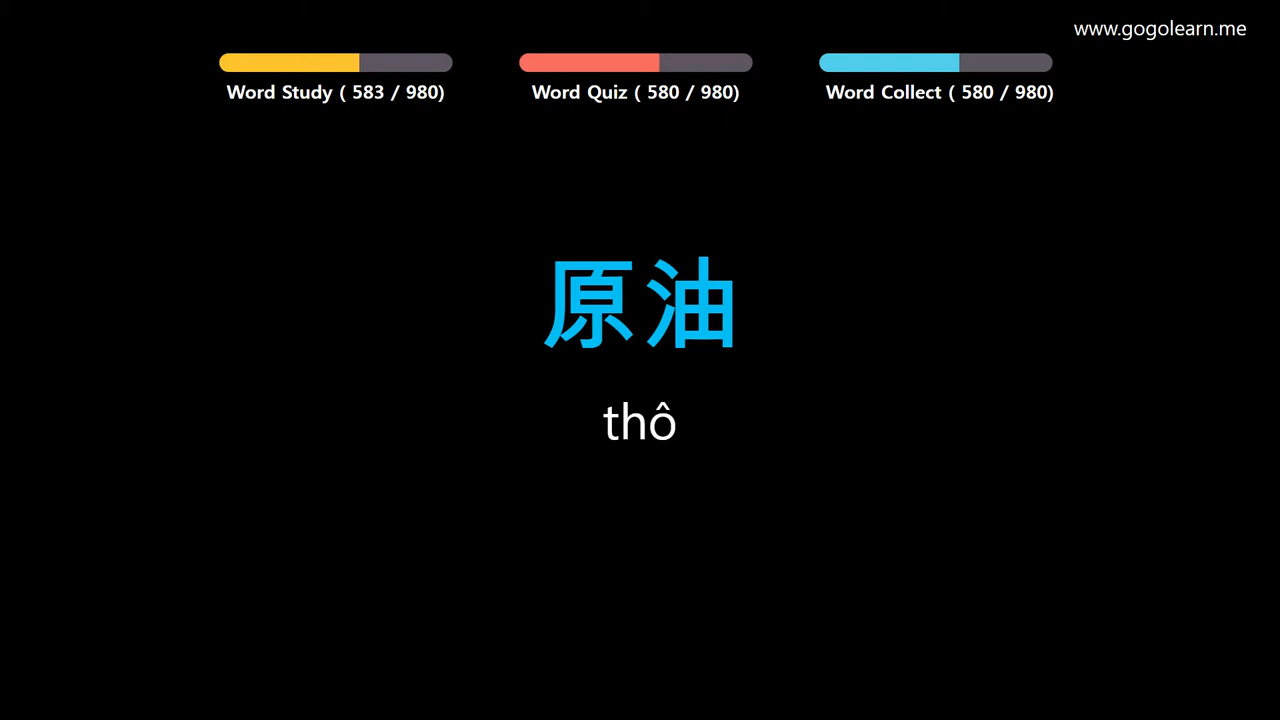 www.gogolearn.me
Word Study ( 583 / 980)
Word Quiz ( 580 / 980)
Word Collect ( 580 / 980)
原油
thô